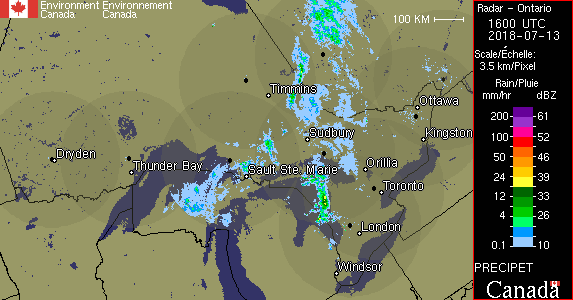 Environment Environnement
Canada Canada
100 KM
Timmins
Ottawa
Sudbury
Kingston
Dryden
Thunder Bay
Sault Ste. Marie
Orillia
Toronto
London
Windsor
Radar - Ontario
1600 UTC
2018-07-13
Scale/Échelle:
3.5 km/Pixel
Rain/Pluie
mm/hr dBZ
200 61
100 52
50 46
24 39
12 33
4 26
0.1 10
PRECIPET
Canada